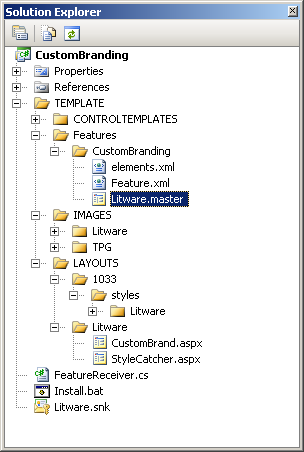 Solution Explorer
CustomBranding
Properties
References
TEMPLATE
CONTROLTEMPLATES
Features
CustomBranding
elements.xml
Feature.xml
Litware.master
IMAGES
Litware
TPG
LAYOUTS
1033
styles
Litware
Litware
CustomBrand.aspx
StyleCatcher.aspx
FeatureReceiver.cs
Install.bat
Litware.snk